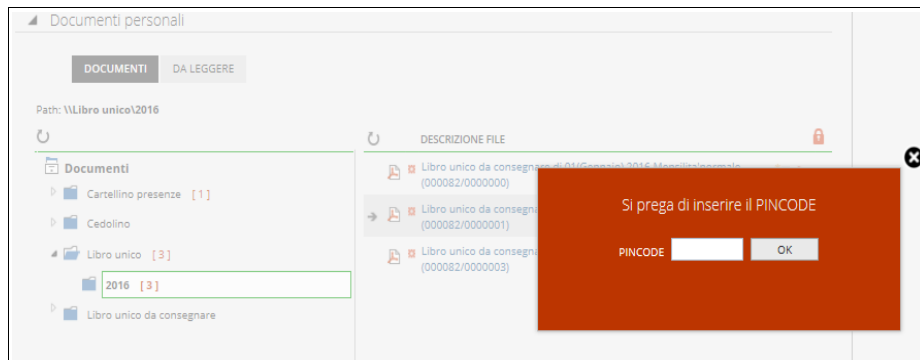 Documenti personali
DOCUMENTI DA LEGGERE
Path: \\Libro unico\2016
DESCRIZIONE FILE
Documenti
Cartellino presenze [ 1 ]
Cedolino
Libro unico [ 3 ]
2016 [ 3 ]
Libro unico da consegnare
Libro unico da consegnare di 01(Gennaio) 2016 Mensilita'normale
(000082/0000000)
Libro unico da consegna
(000082/0000001)
Libro unico da consegna
(000082/0000003)
Si prega di inserire il PINCODE
PINCODE OK